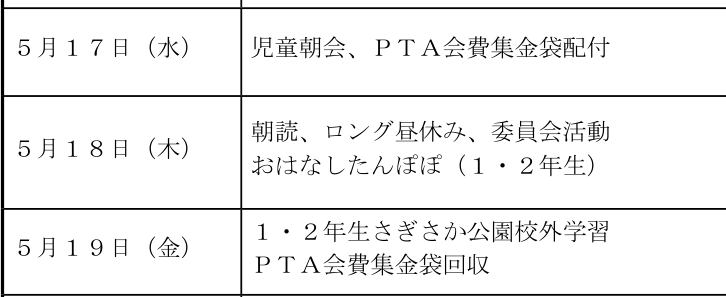 ５月１７日（水）
児童朝会、ＰＴＡ会費集金袋配付
５月１８日（木）
朝読、ロング昼休み、委員会活動
おはなしたんぽぽ（１・２年生）
５月１９日（金）
１・２年生さぎさか公園校外学習
ＰＴＡ会費集金袋回収